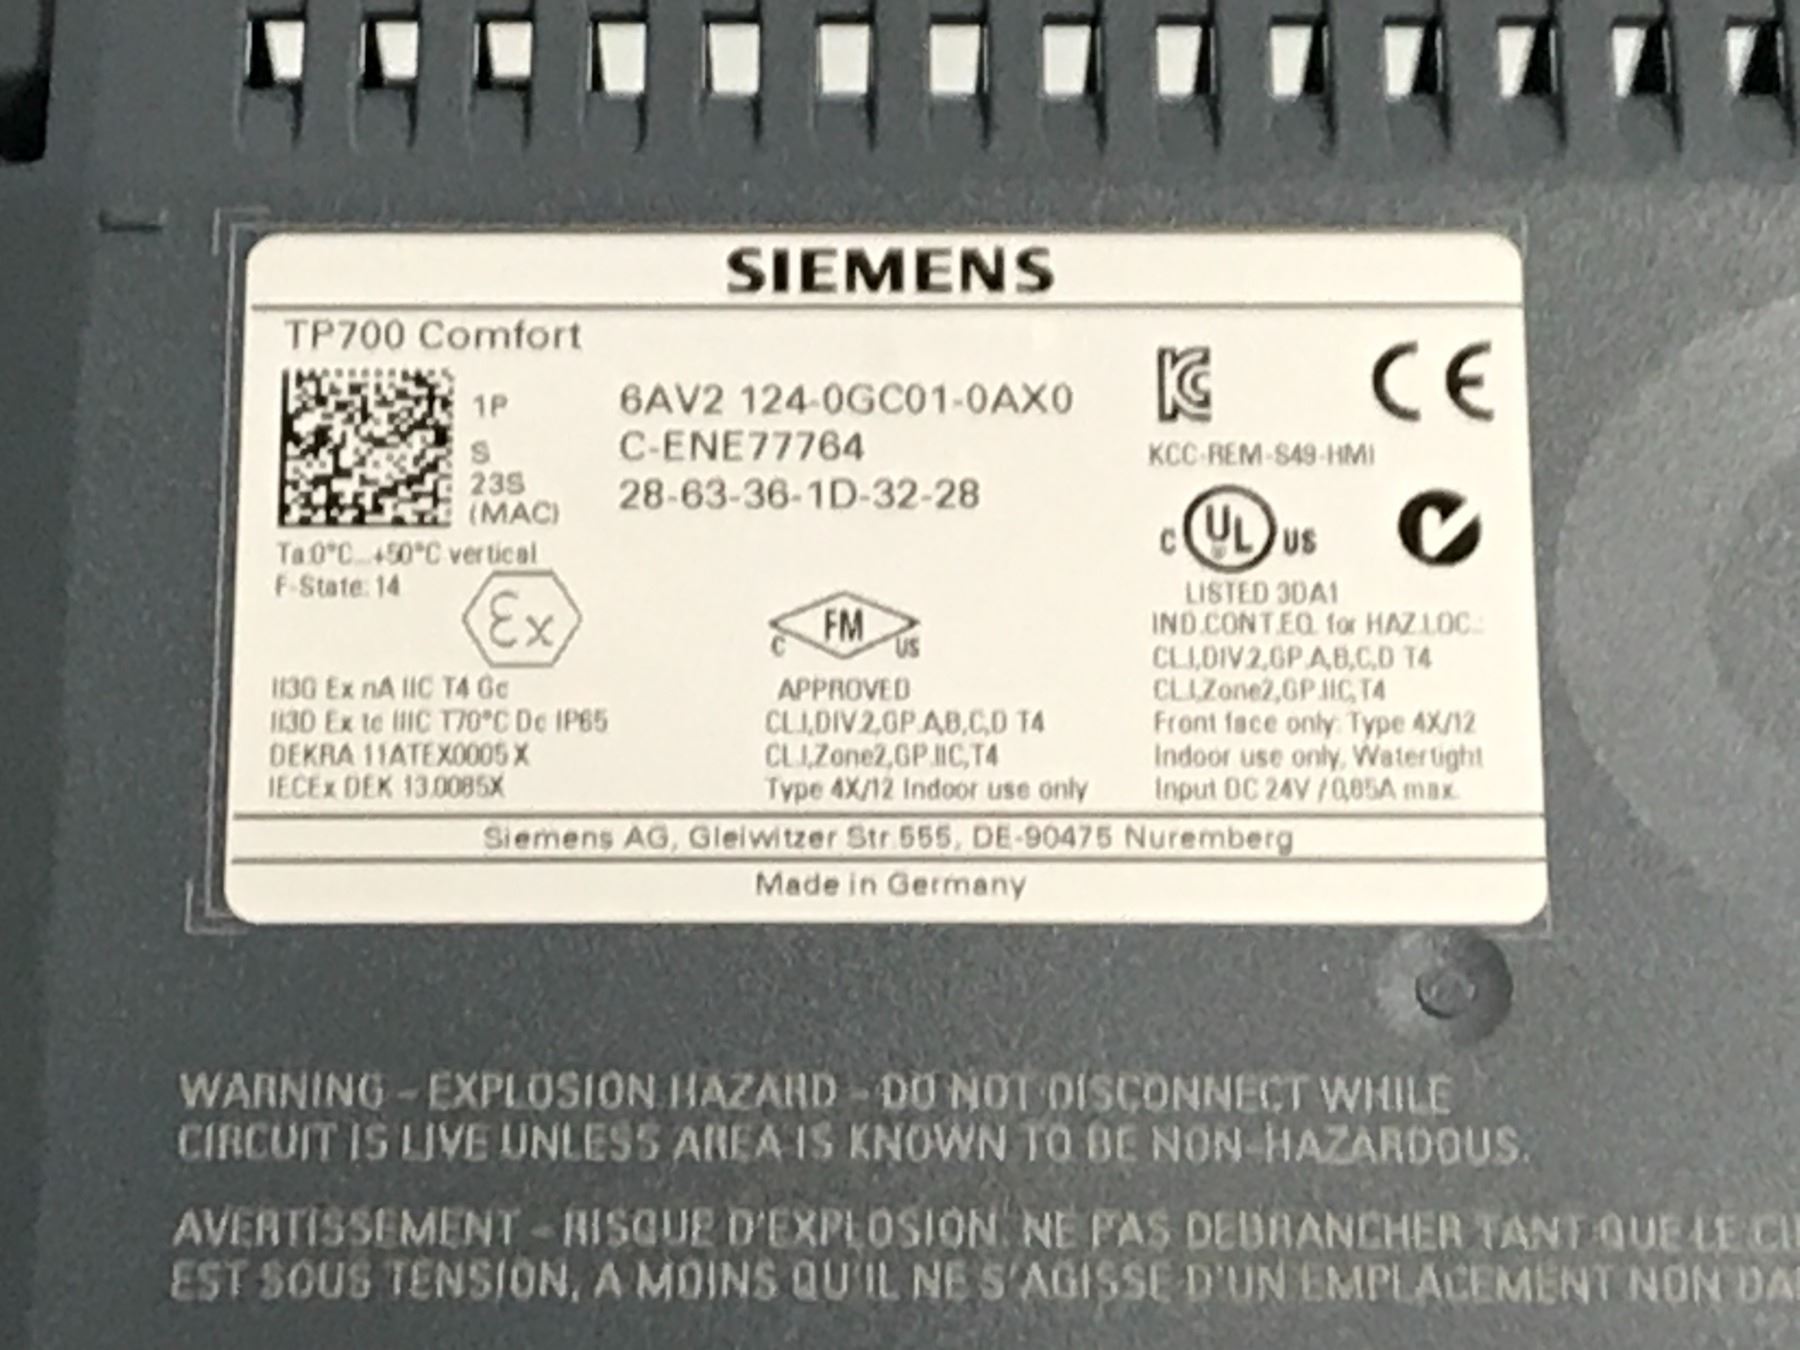 SIEMENS
TP700 Comfort
1P 6AV2 124-0GC01-0AX0
S C-ENE77764
23S 28-63-36-1D-32-28
(MAC)
KCC-REM-S49-HMI
Ta:0°C...+50°C vertical
F-State: 14
Ex
II3G Ex nA IIC T4 Gc
II3D Ex tc IIIC T70°C Dc IP65
DEKRA 11ATEX0005 X
IECEx DEK 13.0085X
C FM US
APPROVED
CL.I,DIV.2,GP.A,B,C,D T4
CL.I,Zone2,GP.IIC,T4
Type 4X/12 Indoor use only
CE
C UL US
LISTED 3DA1
IND.CONT.EQ. for HAZ.LOC.:
CL.I,DIV.2,GP.A,B,C,D T4
CL.I,Zone2,GP.IIC,T4
Front face only: Type 4X/12
Indoor use only, Watertight
Input DC 24V / 0,85A max.
Siemens AG, Gleiwitzer Str.555, DE-90475 Nuremberg
Made in Germany
WARNING – EXPLOSION HAZARD – DO NOT DISCONNECT WHILE
CIRCUIT IS LIVE UNLESS AREA IS KNOWN TO BE NON-HAZARDOUS.
AVERTISSEMENT – RISQUE D'EXPLOSION. NE PAS DEBRANCHER TANT QUE LE CI
EST SOUS TENSION, A MOINS QU'IL NE S'AGISSE D'UN EMPLACEMENT NON DA